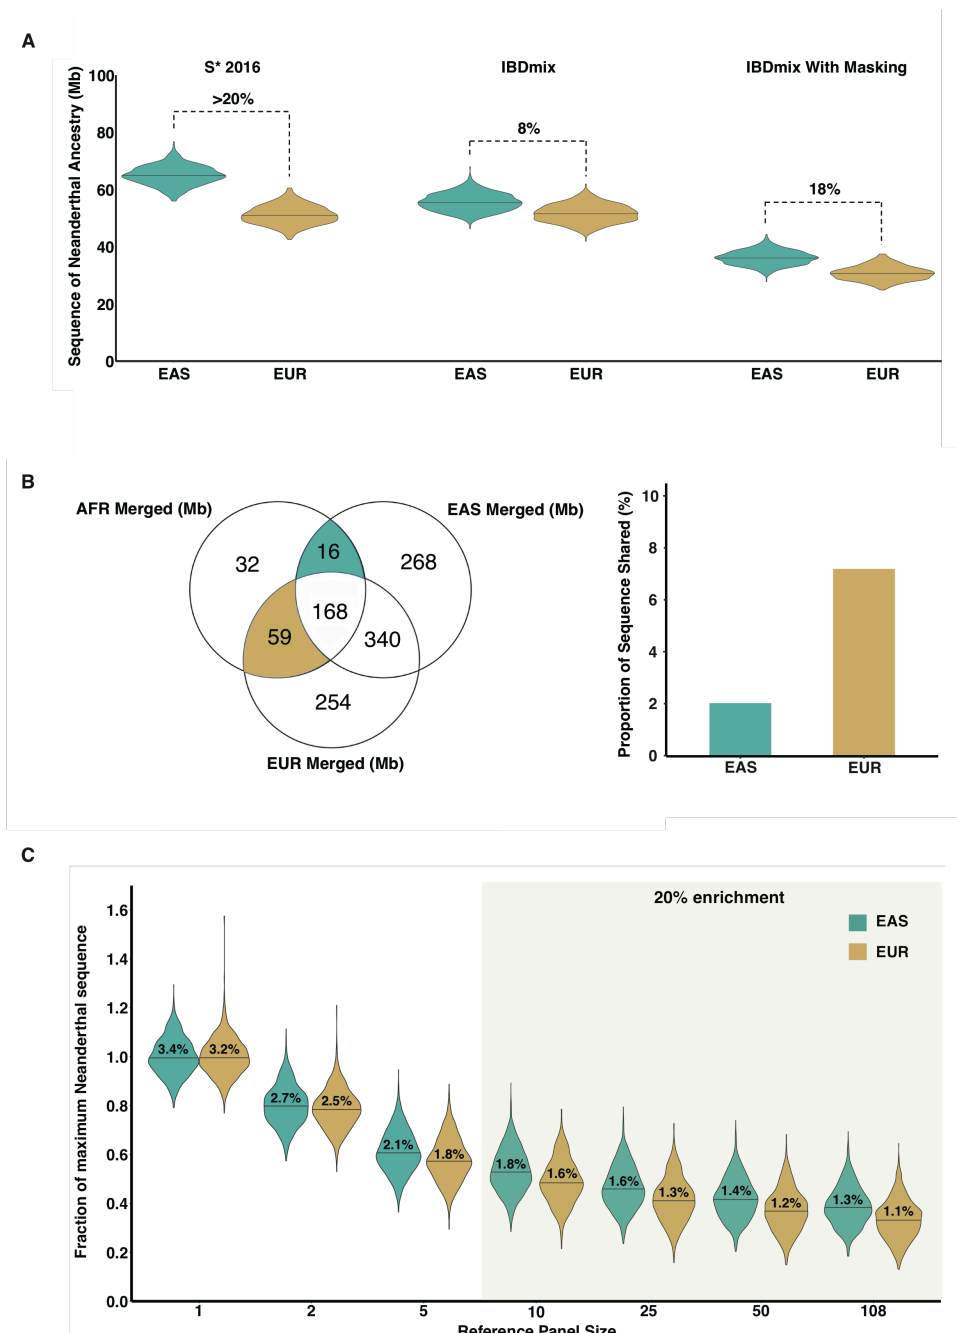 A
S* 2016
IBDmix
IBDmix With Masking
Sequence of Neanderthal Ancestry (Mb)
100
80
60
40
20
0
>20%
8%
18%
EAS
EUR
EAS
EUR
EAS
EUR
B
AFR Merged (Mb)
EAS Merged (Mb)
32
16
268
168
59
340
254
EUR Merged (Mb)
Proportion of Sequence Shared (%)
10
8
6
4
2
0
EAS
EUR
C
Fraction of maximum Neanderthal sequence
1.6
1.4
1.2
1.0
0.8
0.6
0.4
0.2
0.0
20% enrichment
EAS
EUR
3.4%
3.2%
2.7%
2.5%
2.1%
1.8%
1.8%
1.6%
1.6%
1.3%
1.4%
1.2%
1.3%
1.1%
1
2
5
10
25
50
108
Reference Panel Size